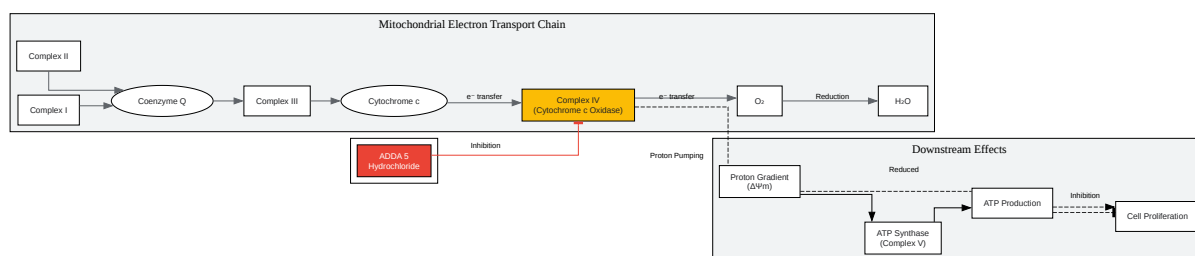 Mitochondrial Electron Transport Chain
Complex II
Complex I
Coenzyme Q
Complex III
Cytochrome c
e⁻ transfer
Complex IV
(Cytochrome c Oxidase)
e⁻ transfer
O₂
Reduction
H₂O
ADDA 5
Hydrochloride
Inhibition
Proton Pumping
Downstream Effects
Proton Gradient
(ΔΨm)
Reduced
ATP Synthase
(Complex V)
ATP Production
Inhibition
Cell Proliferation